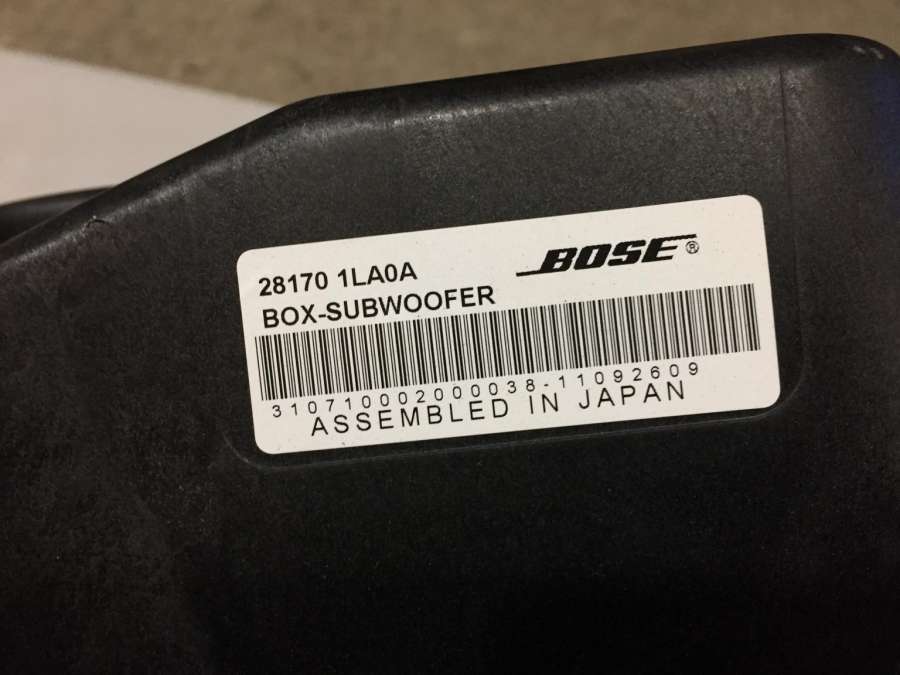 28170 1LA0A
BOSE®
BOX-SUBWOOFER
310710002000038-11092609
ASSEMBLED IN JAPAN